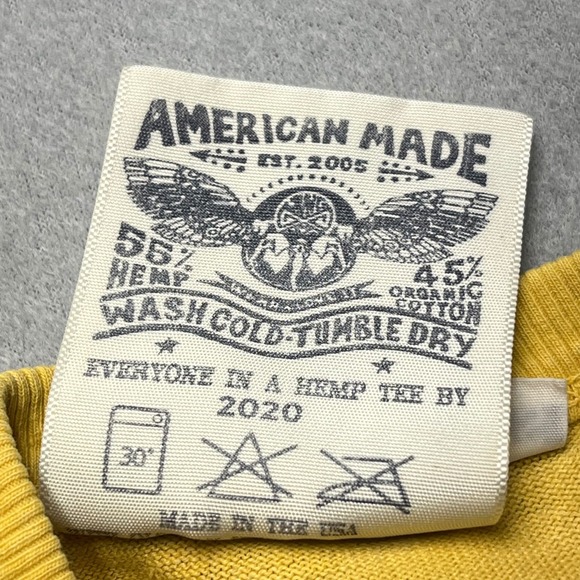 AMERICAN MADE
EST. 2005
55%
HEMP
45%
ORGANIC
COTTON
WASH COLD-TUMBLE DRY
EVERYONE IN A HEMP TEE BY
2020
30°
MADE IN THE USA